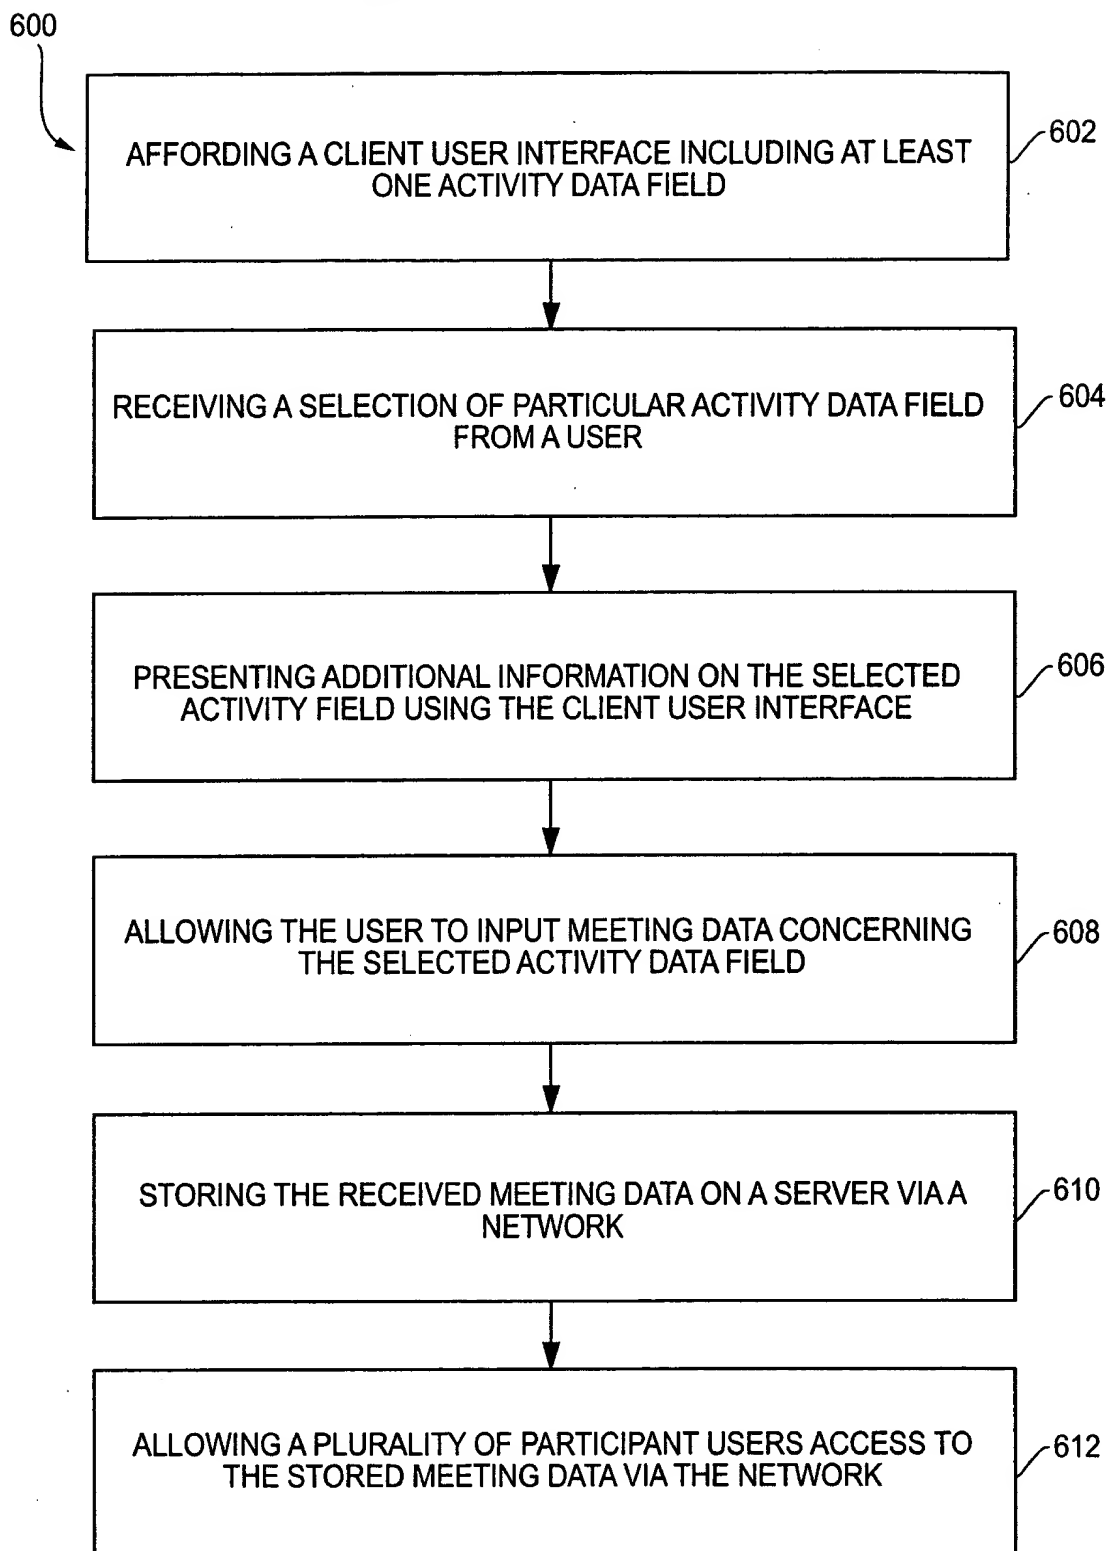 600
AFFORDING A CLIENT USER INTERFACE INCLUDING AT LEAST
ONE ACTIVITY DATA FIELD
602
RECEIVING A SELECTION OF PARTICULAR ACTIVITY DATA FIELD
FROM A USER
604
PRESENTING ADDITIONAL INFORMATION ON THE SELECTED
ACTIVITY FIELD USING THE CLIENT USER INTERFACE
606
ALLOWING THE USER TO INPUT MEETING DATA CONCERNING
THE SELECTED ACTIVITY DATA FIELD
608
STORING THE RECEIVED MEETING DATA ON A SERVER VIA A
NETWORK
610
ALLOWING A PLURALITY OF PARTICIPANT USERS ACCESS TO
THE STORED MEETING DATA VIA THE NETWORK
612